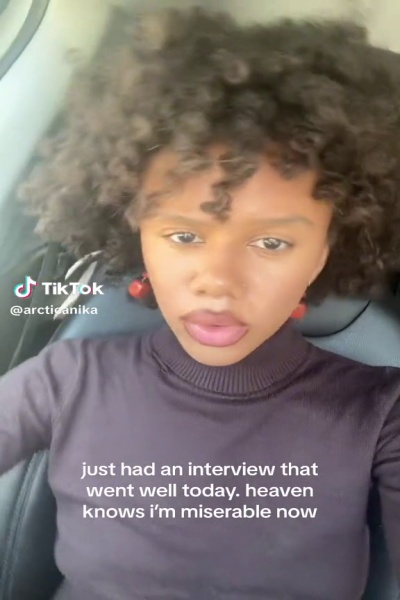 TikTok
@arcticanika
just had an interview that
went well today. heaven
knows i'm miserable now